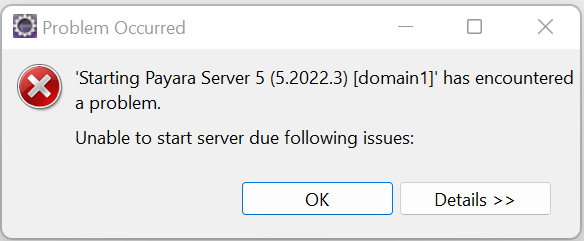 Problem Occurred
'Starting Payara Server 5 (5.2022.3) [domain1]' has encountered
a problem.
Unable to start server due following issues:
OK
Details >>